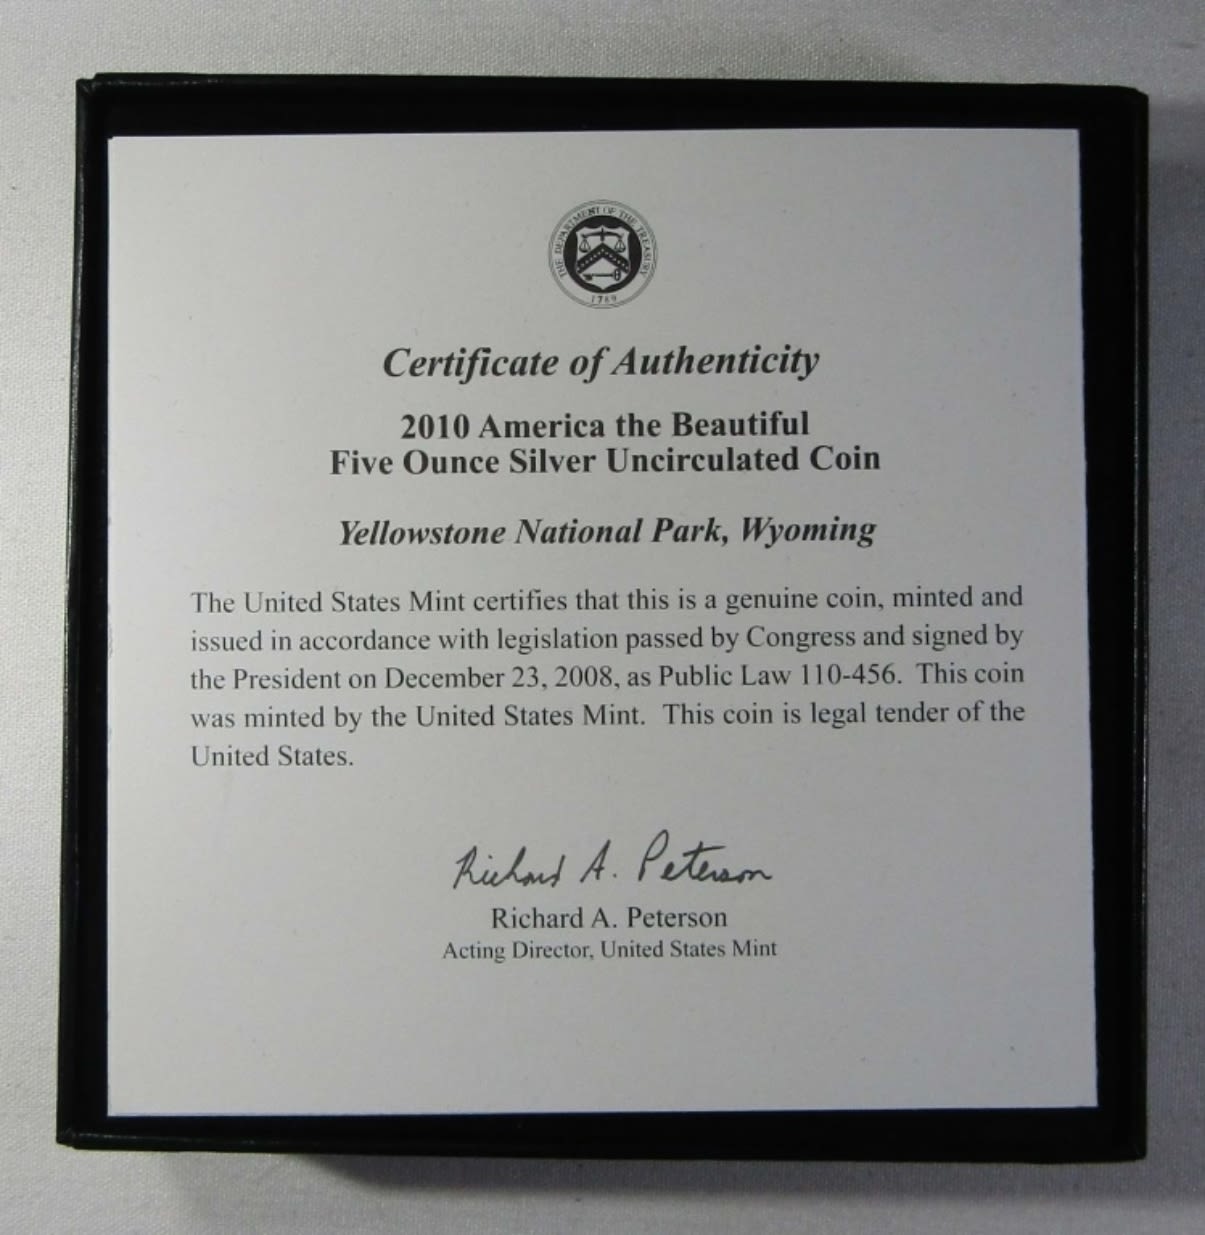 THE DEPARTMENT OF THE TREASURY
1789
Certificate of Authenticity
2010 America the Beautiful
Five Ounce Silver Uncirculated Coin
Yellowstone National Park, Wyoming
The United States Mint certifies that this is a genuine coin, minted and
issued in accordance with legislation passed by Congress and signed by
the President on December 23, 2008, as Public Law 110-456.  This coin
was minted by the United States Mint.  This coin is legal tender of the
United States.
Richard A. Peterson
Richard A. Peterson
Acting Director, United States Mint